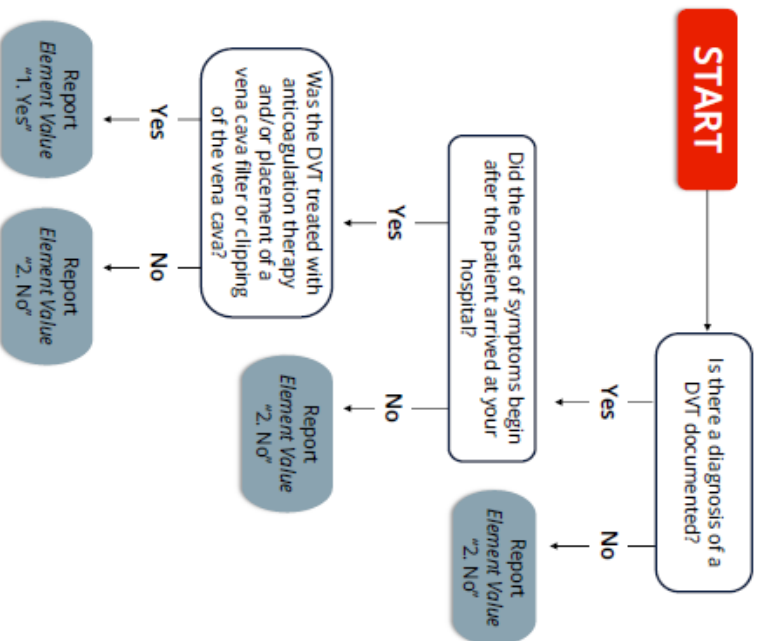 START
Is there a diagnosis of a
DVT documented?
Yes
No
Report
Element Value
"2. No"
Did the onset of symptoms begin
after the patient arrived at your
hospital?
Yes
No
Report
Element Value
"2. No"
Was the DVT treated with
anticoagulation therapy
and/or placement of a
vena cava filter or clipping
of the vena cava?
Yes
No
Report
Element Value
"1. Yes"
Report
Element Value
"2. No"